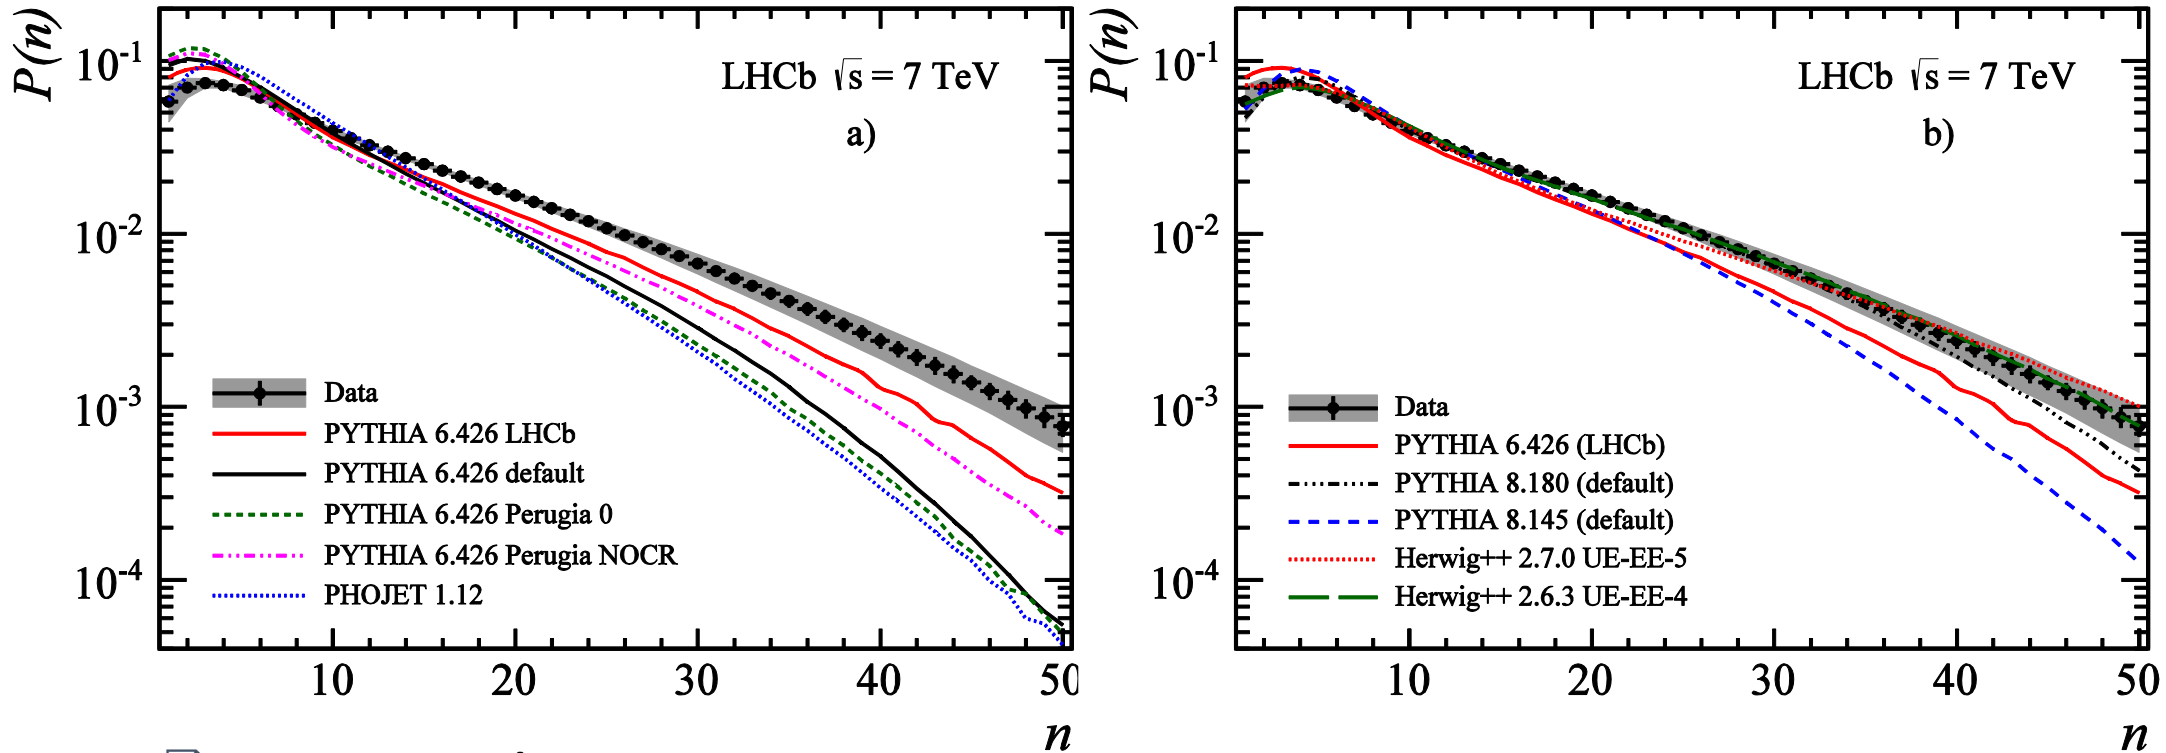 P(n)
10⁻¹
10⁻²
10⁻³
10⁻⁴
LHCb √s = 7 TeV
a)
Data
PYTHIA 6.426 LHCb
PYTHIA 6.426 default
PYTHIA 6.426 Perugia 0
PYTHIA 6.426 Perugia NOCR
PHOJET 1.12
10 20 30 40 50
n
P(n)
10⁻¹
10⁻²
10⁻³
10⁻⁴
LHCb √s = 7 TeV
b)
Data
PYTHIA 6.426 (LHCb)
PYTHIA 8.180 (default)
PYTHIA 8.145 (default)
Herwig++ 2.7.0 UE-EE-5
Herwig++ 2.6.3 UE-EE-4
10 20 30 40 50
n